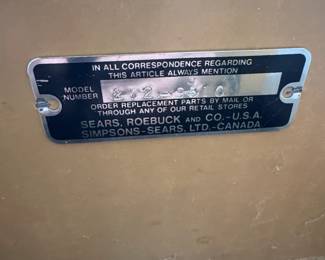 IN ALL CORRESPONDENCE REGARDING
THIS ARTICLE ALWAYS MENTION
MODEL
NUMBER
ORDER REPLACEMENT PARTS BY MAIL OR
THROUGH ANY OF OUR RETAIL STORES
SEARS, ROEBUCK AND CO.-U.S.A.
SIMPSONS-SEARS, LTD.-CANADA